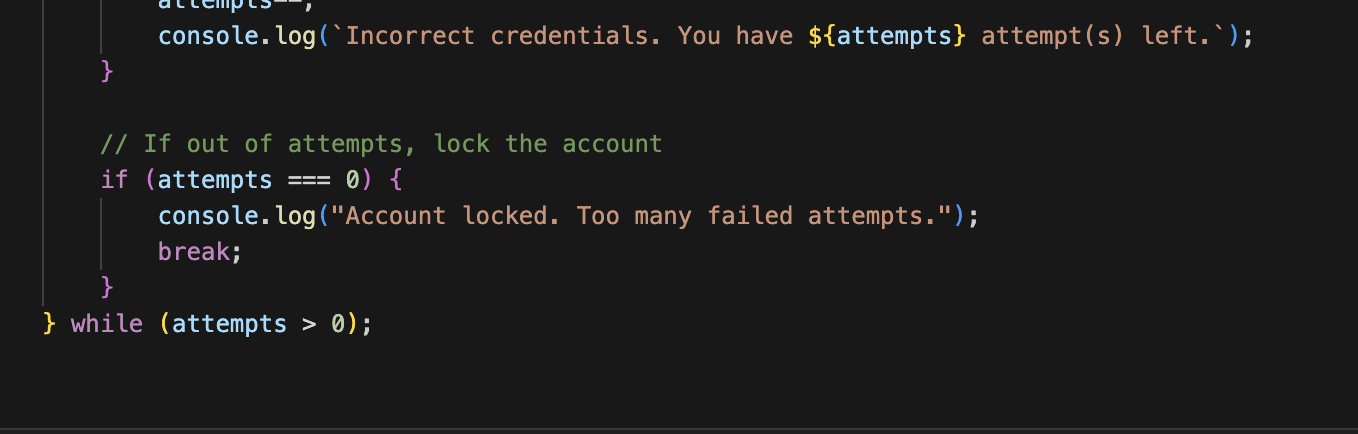 attempts--;
console.log(`Incorrect credentials. You have ${attempts} attempt(s) left.`);
}
// If out of attempts, lock the account
if (attempts === 0) {
console.log("Account locked. Too many failed attempts.");
break;
}
} while (attempts > 0);